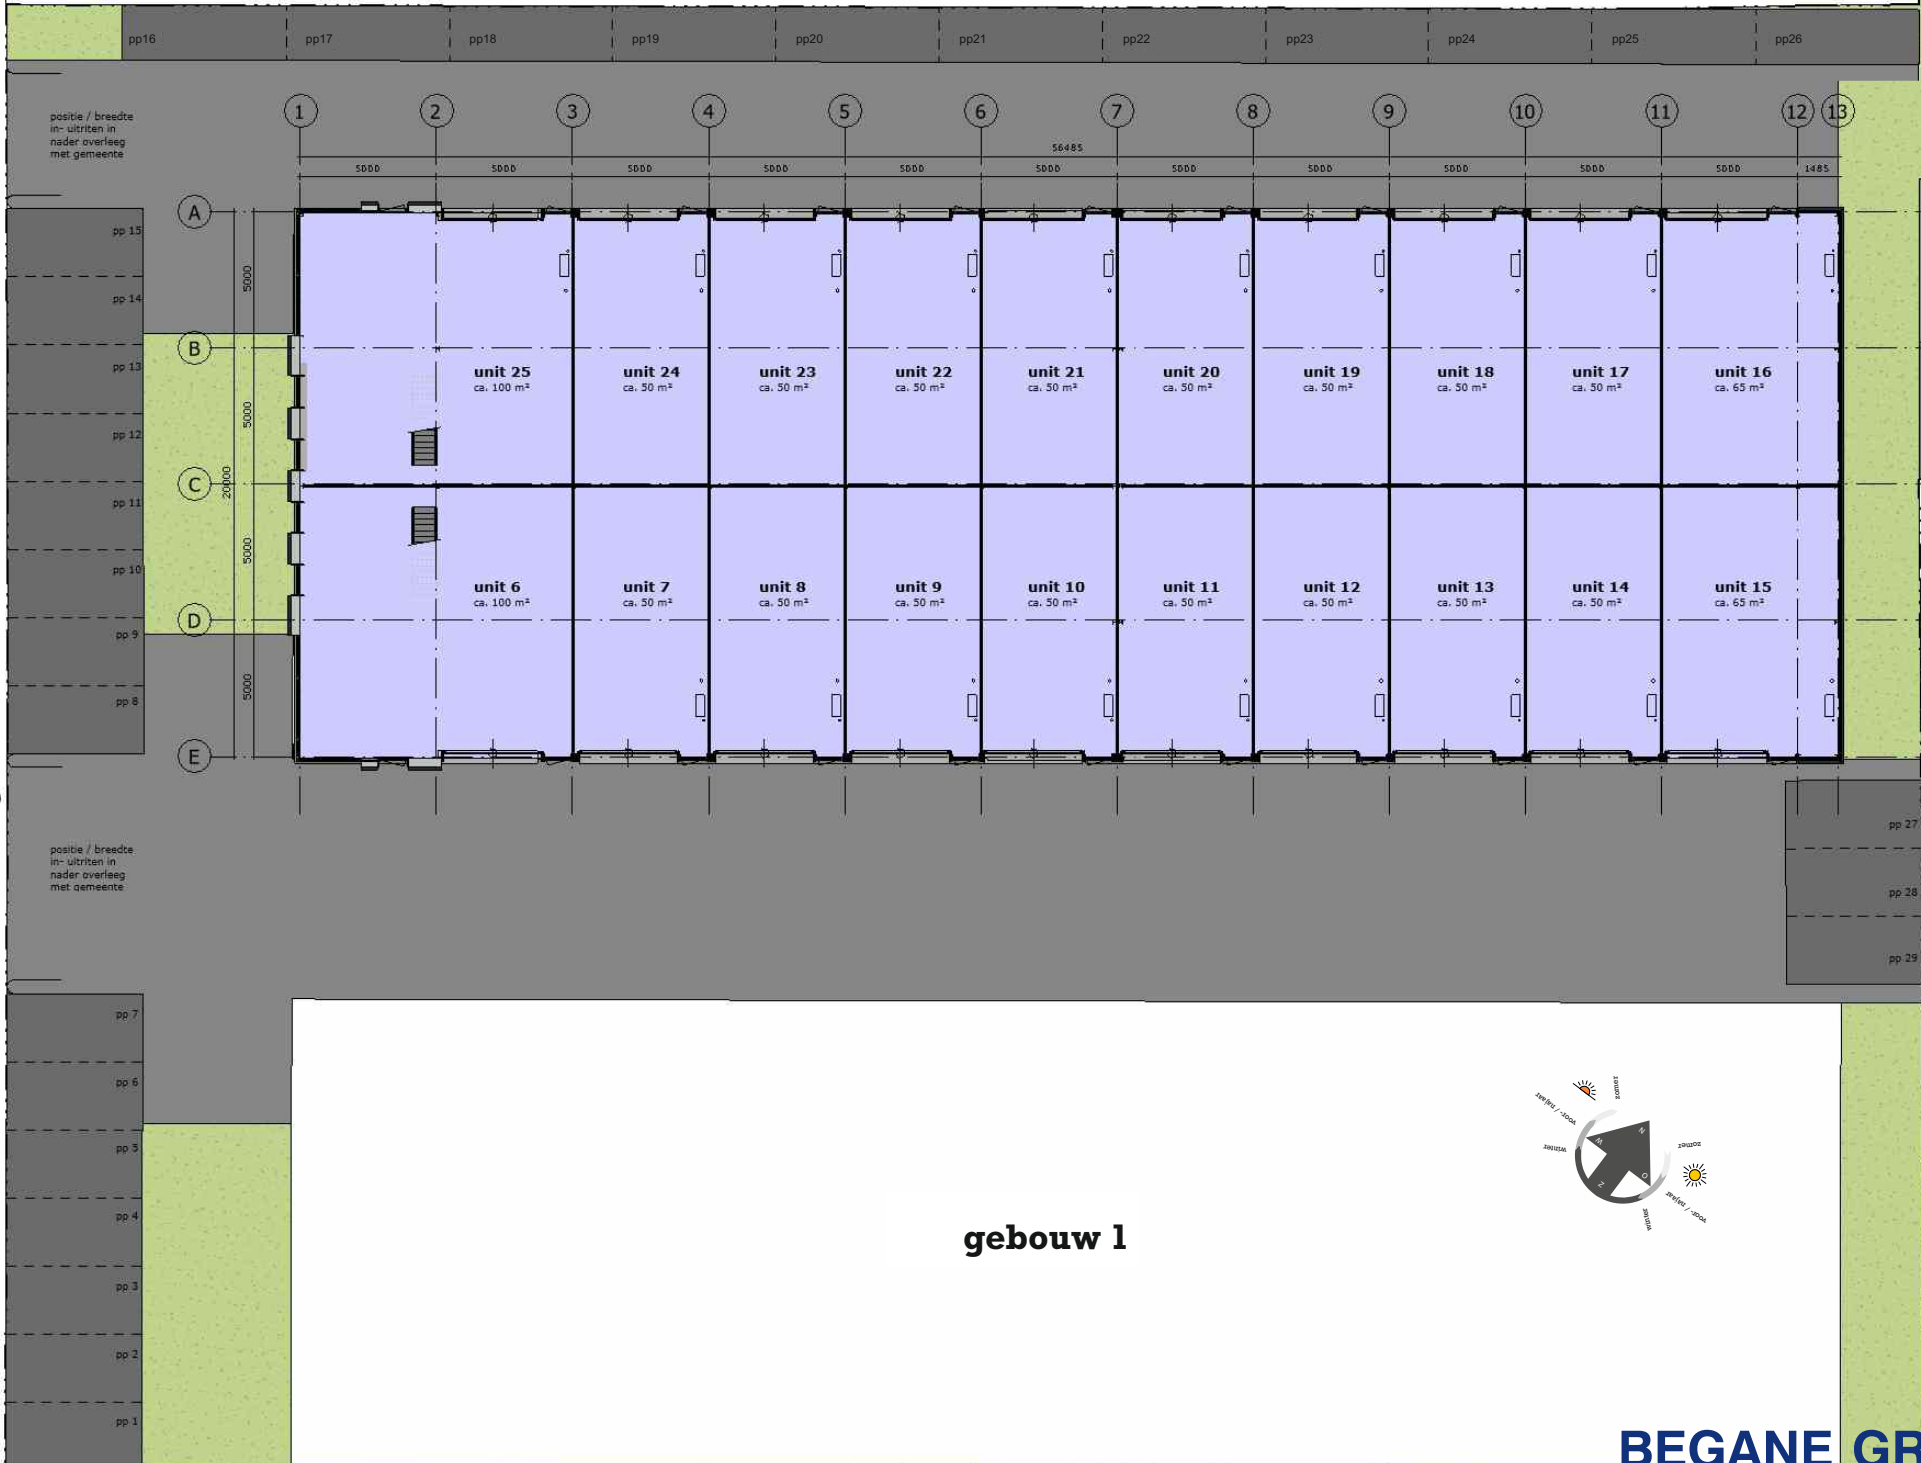 pp16 pp17 pp18 pp19 pp20 pp21 pp22 pp23 pp24 pp25 pp26
positie / breedte
in- uitriten in
nader overleeg
met gemeente
1 2 3 4 5 6 7 8 9 10 11 12 13
56485
5000 5000 5000 5000 5000 5000 5000 5000 5000 5000 5000 1485
A
B
C
D
E
5000
5000
20000
5000
5000
pp 15
pp 14
pp 13
pp 12
pp 11
pp 10
pp 9
pp 8
unit 25 unit 24 unit 23 unit 22 unit 21 unit 20 unit 19 unit 18 unit 17 unit 16
ca. 100 m² ca. 50 m² ca. 50 m² ca. 50 m² ca. 50 m² ca. 50 m² ca. 50 m² ca. 50 m² ca. 50 m² ca. 65 m²
unit 6 unit 7 unit 8 unit 9 unit 10 unit 11 unit 12 unit 13 unit 14 unit 15
ca. 100 m² ca. 50 m² ca. 50 m² ca. 50 m² ca. 50 m² ca. 50 m² ca. 50 m² ca. 50 m² ca. 50 m² ca. 65 m²
positie / breedte
in- uitriten in
nader overleeg
met gemeente
pp 27
pp 28
pp 29
pp 7
pp 6
pp 5
pp 4
pp 3
pp 2
pp 1
zomer
voor- / najaar
winter
N
W
O
Z
zomer
voor- / najaar
winter
gebouw 1
BEGANE GR